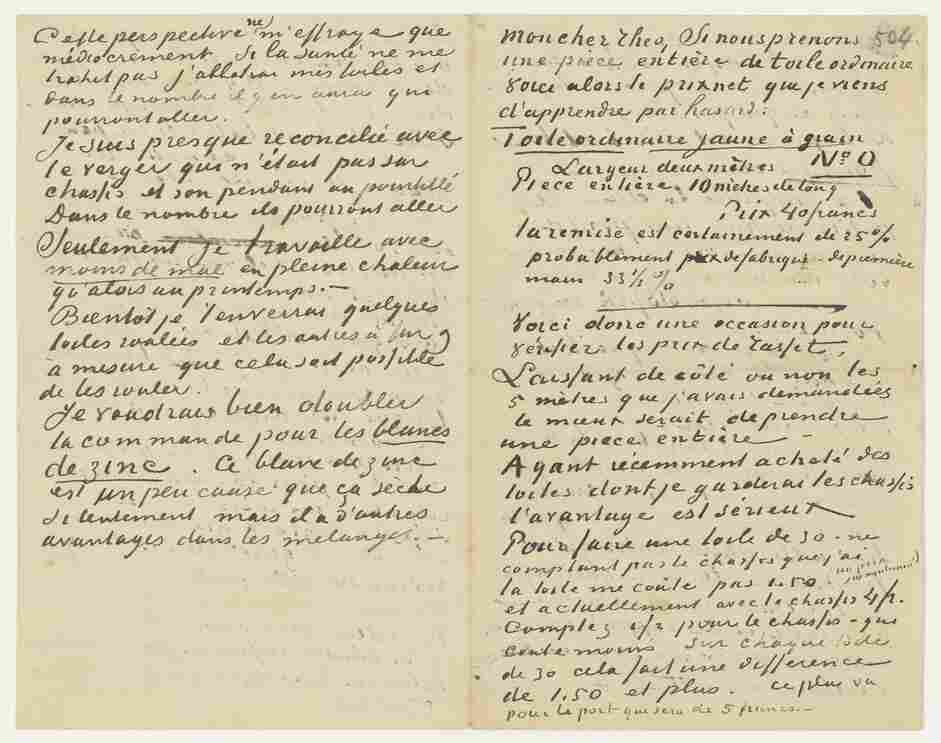 mon cher Theo, Si nous prenons 504
une pièce entière de toile ordinaire
voici alors le prix net que je viens
d'apprendre par hasard:
Toile ordinaire jaune à grain
No 0
Largeur deux mètres
Pièce entière. 10 mètres de long
Prix 40 francs
la remise est certainement de 25%
probablement prix de fabrique - de première
main 33⅓%
Voici donc une occasion pour
vérifier les prix de Tasset,
Laissant de côté ou non les
5 mètres que j'avais demandées
le mieux serait de prendre
une pièce entière -
Ayant récemment acheté des
toiles dont je garderai les chassis
l'avantage est sérieux
Pour faire une toile de 30 - ne
comptant pas le chassis que j'ai
la toile me coute pas 1.50.
et actuellement avec le chassis 4 fr.
Comptez 1 fr pour le chassis - qui
coute moins sur chaque toile
de 30 cela fait une différence
de 1.50 et plus. ce plus va
pour le port que sera de 5 francs.-
Cette perspective ne m'effraye que
médiocrement Si la santé ne me
trahit pas j'abattrai mes toiles et
dans le nombre il y en aura qui
pourront aller.
Je suis presque reconcilié avec
le verger qui n'était pas sur
chassis et son pendant au pointillé
Dans le nombre ils pourront aller
Seulement je travaille avec
moins de mal en pleine chaleur
qu'alors au printemps.-
Bientot je t'enverrai quelques
toiles roulées et les autres à fur &
à mesure que cela soit possible
de les rouler.
Je voudrais bien doubler
la commande pour les blancs
de zinc. Ce blanc de zinc
est un peu cause que ça sèche
si lentement mais il a d'autres
avantages dans les melanges.-